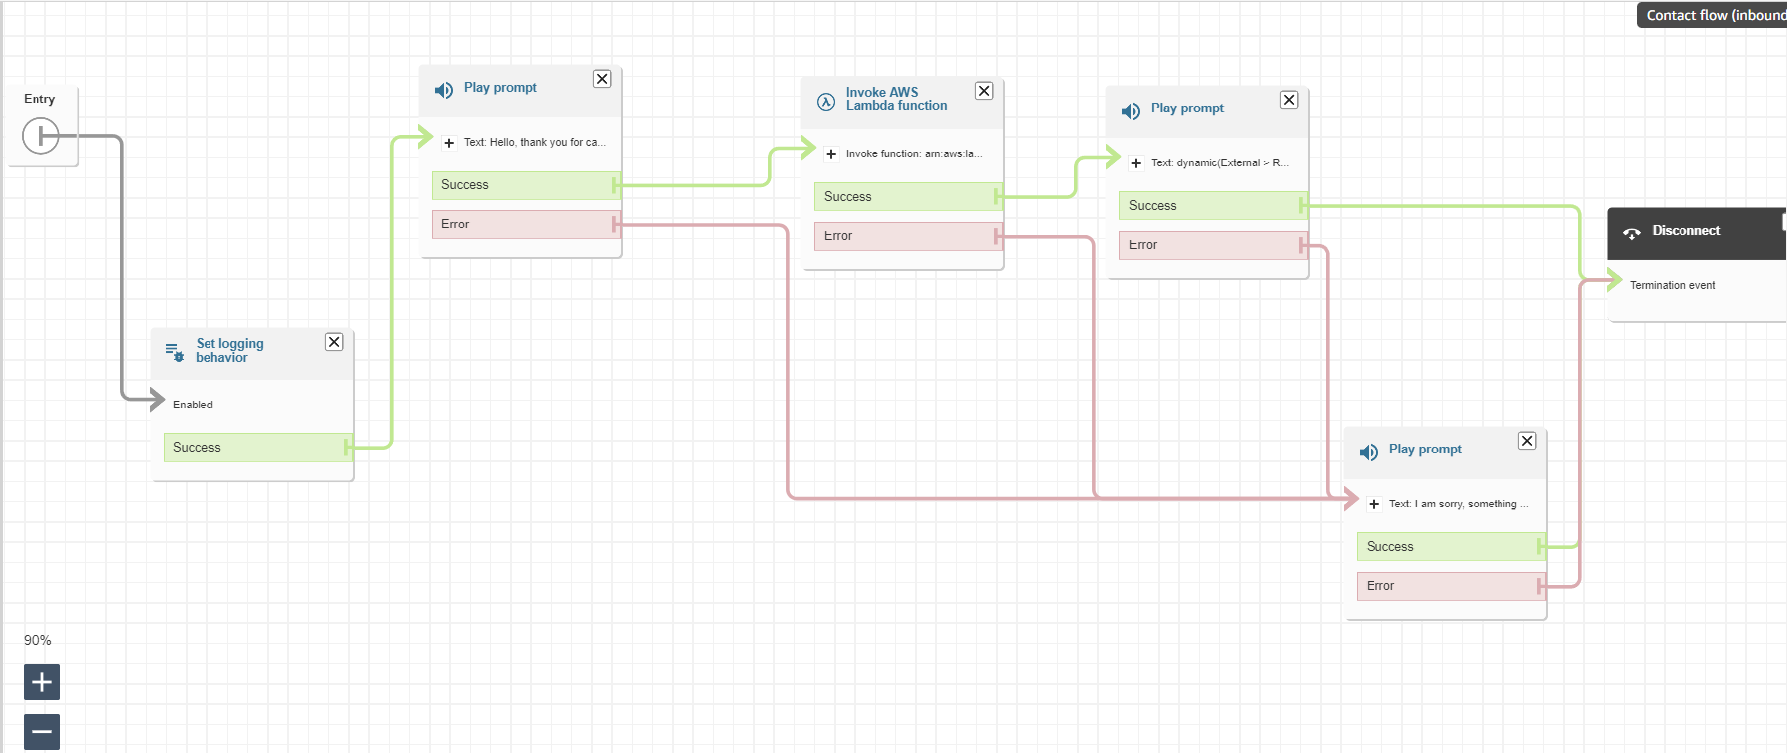 Contact flow (inbound
Entry
Play prompt
Text: Hello, thank you for ca...
Success
Error
Invoke AWS
Lambda function
Invoke function: arn:aws:la...
Success
Error
Play prompt
Text: dynamic(External > R...
Success
Error
Disconnect
Termination event
Set logging
behavior
Enabled
Success
Play prompt
Text: I am sorry, something ...
Success
Error
90%